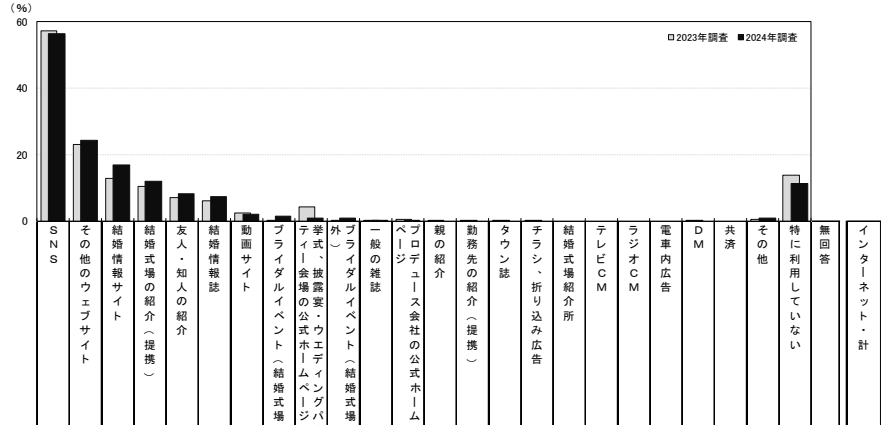 （%）
60
40
20
0
□2023年調査 ■2024年調査
SNS
その他のウェブサイト
結婚情報サイト
結婚式場の紹介（提携）
友人・知人の紹介
結婚情報誌
動画サイト
ブライダルイベント（結婚式場
挙式、披露宴・ウエディングパ
ティー会場の公式ホームページ
ブライダルイベント（結婚式場
外）
一般の雑誌
プロデュース会社の公式ホーム
ページ
親の紹介
勤務先の紹介（提携）
タウン誌
チラシ、折り込み広告
結婚式場紹介所
テレビCM
ラジオCM
電車内広告
DM
共済
その他
特に利用していない
無回答
インターネット・計